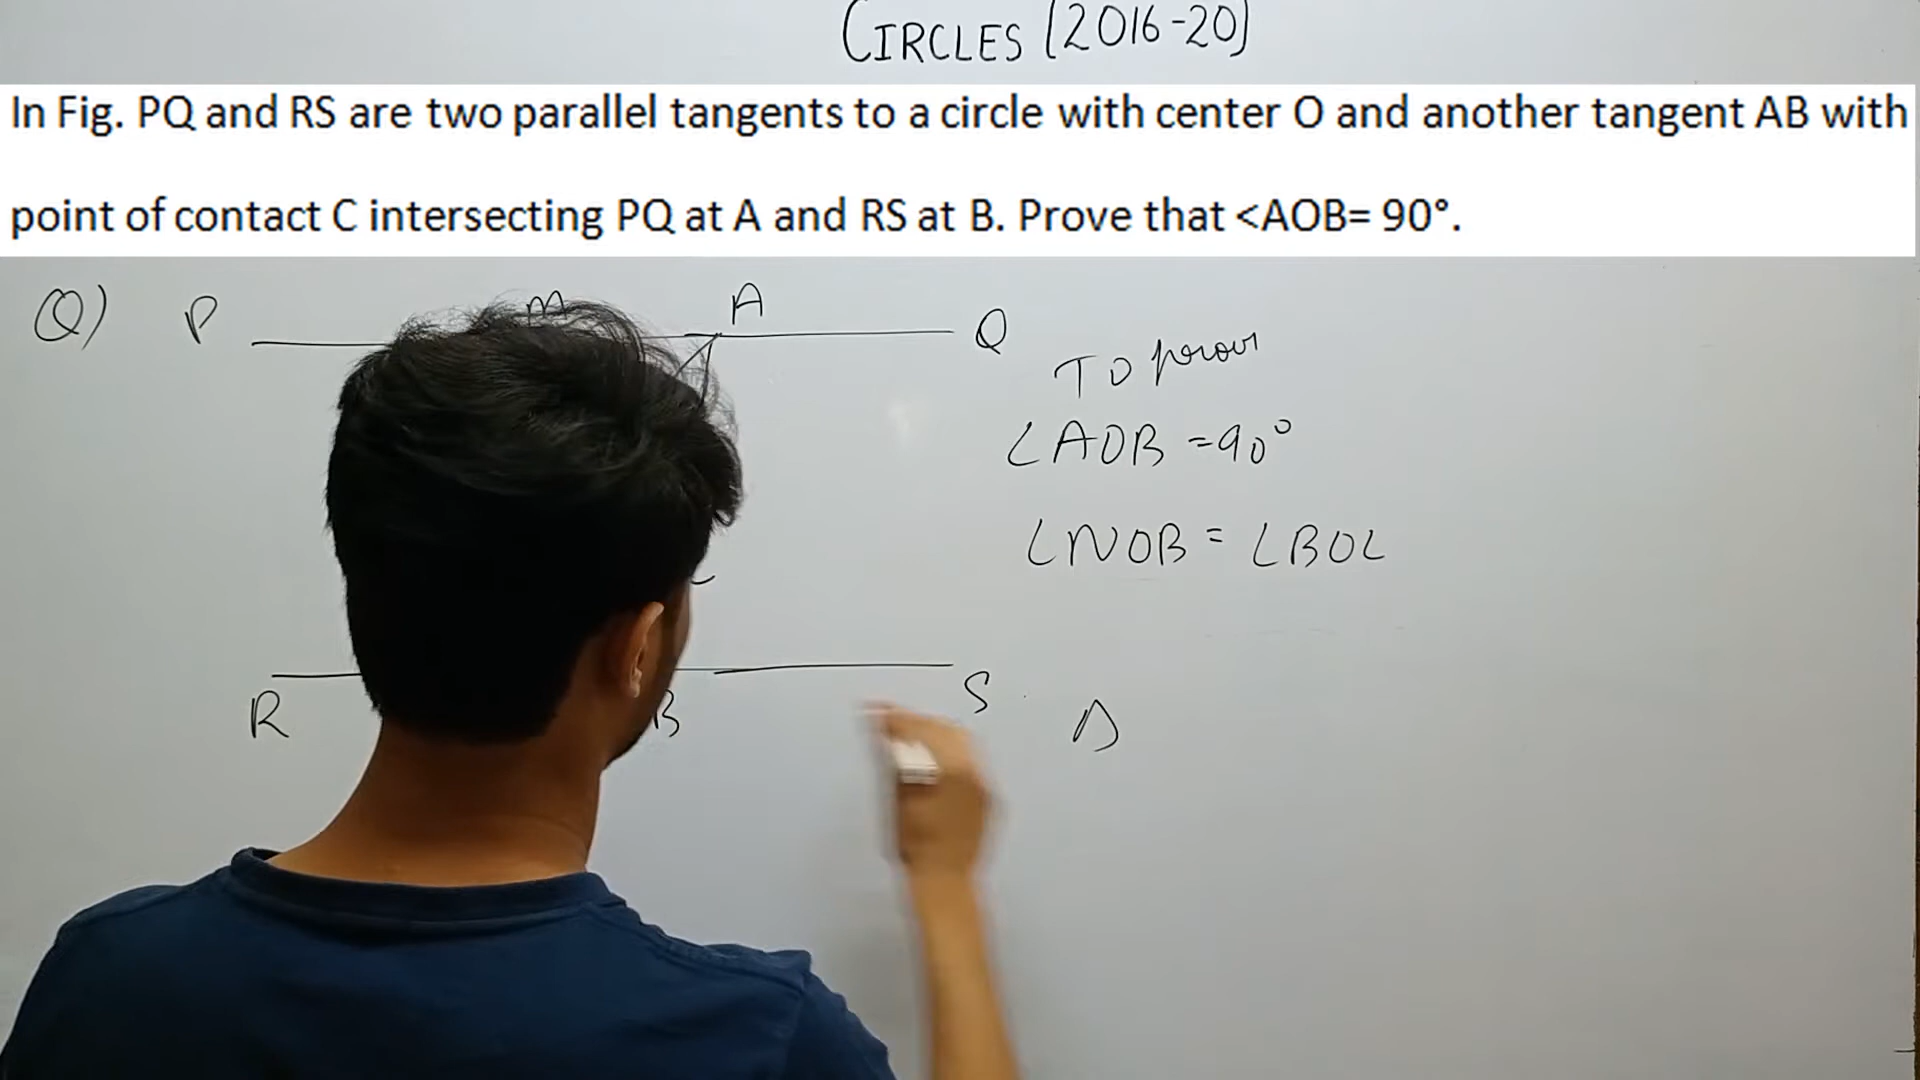 CIRCLES (2016-20)
In Fig. PQ and RS are two parallel tangents to a circle with center O and another tangent AB with
point of contact C intersecting PQ at A and RS at B. Prove that <AOB= 90°.
Q) P M A Q
To prove
∠AOB = 90°
∠NOB = ∠BOC
C
R B S
Δ